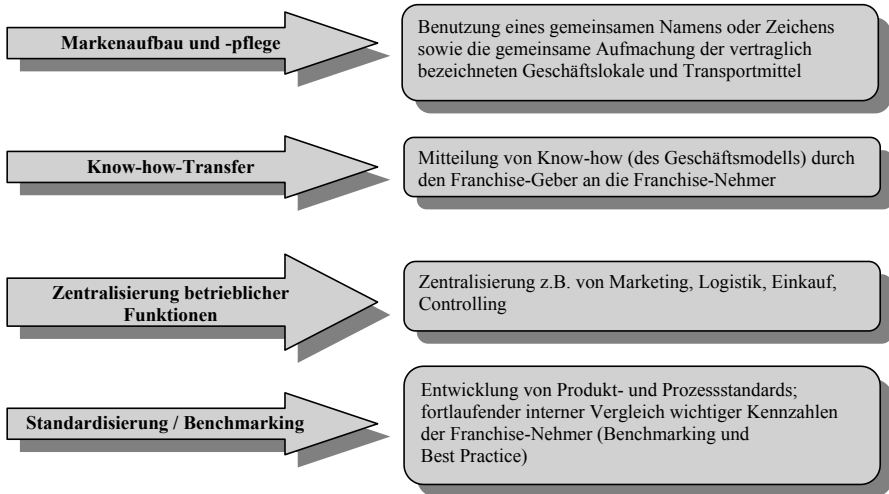 Markenaufbau und -pflege
Benutzung eines gemeinsamen Namens oder Zeichens
sowie die gemeinsame Aufmachung der vertraglich
bezeichneten Geschäftslokale und Transportmittel
Know-how-Transfer
Mitteilung von Know-how (des Geschäftsmodells) durch
den Franchise-Geber an die Franchise-Nehmer
Zentralisierung betrieblicher
Funktionen
Zentralisierung z.B. von Marketing, Logistik, Einkauf,
Controlling
Standardisierung / Benchmarking
Entwicklung von Produkt- und Prozessstandards;
fortlaufender interner Vergleich wichtiger Kennzahlen
der Franchise-Nehmer (Benchmarking und
Best Practice)